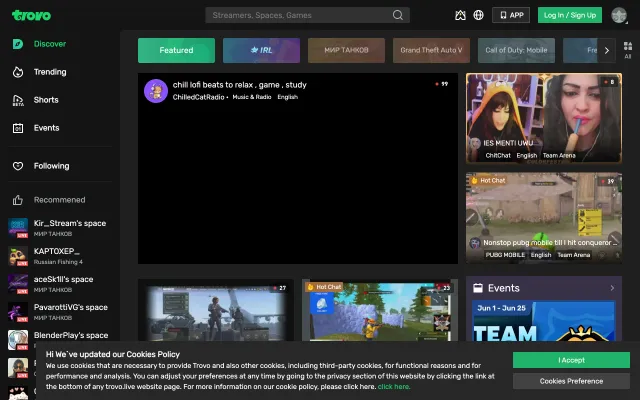 trovo
Streamers, Spaces, Games
APP
Log In / Sign Up
Discover
Trending
Shorts
BETA
Events
Following
Recommened
Kir_Stream's space
МИР ТАНКОВ
LIVE
KAPTOXEP_
Russian Fishing 4
LIVE
aceSk1ll's space
МИР ТАНКОВ
LIVE
PavarottiVG's space
МИР ТАНКОВ
LIVE
BlenderPlay's space
LIVE
Featured
IRL
МИР ТАНКОВ
Grand Theft Auto V
Call of Duty: Mobile
Fre
All
chill lofi beats to relax , game , study
ChilledCatRadio • Music & Radio English
99
8
IES MENTI UWU
ChitChat English Team Arena
Hot Chat
39
Nonstop pubg mobile till I hit conqueror ...
PUBG MOBILE English Team Arena
27
Hot Chat
23
Events
Jun 1 - Jun 25
TEAM
Hi We`ve updated our Cookies Policy
We use cookies that are necessary to provide Trovo and also other cookies, including third-party cookies, for functional reasons and for
performance and analysis. You can adjust your preferences at any time by going to the privacy section of this website by clicking the link at
the bottom of any trovo.live website page. For more information on our cookie policy, please click here. click here.
I Accept
Cookies Preference